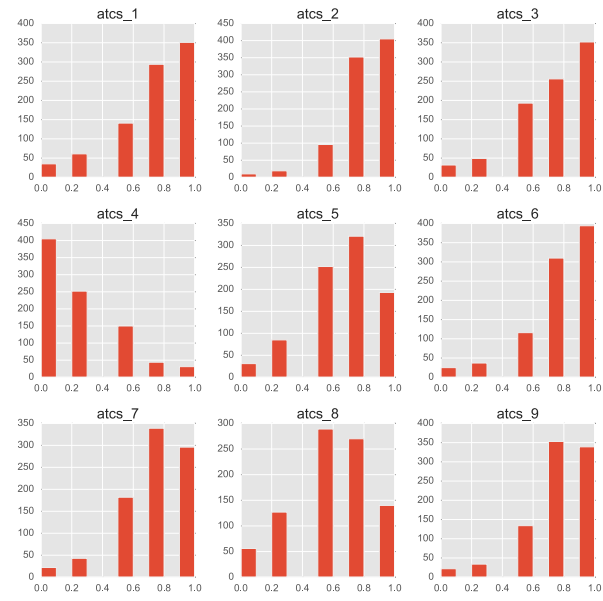 atcs_1 atcs_2 atcs_3
400 450 400
350 400 350
300 350 300
250 300 250
200 250 200
150 200 150
100 150 100
50 100 50
0 50 0
0
0.0 0.2 0.4 0.6 0.8 1.0 0.0 0.2 0.4 0.6 0.8 1.0 0.0 0.2 0.4 0.6 0.8 1.0
atcs_4 atcs_5 atcs_6
450 350 400
400 300 350
350 250 300
300 200 250
250 150 200
200 100 150
150 50 100
100 0 50
50 0
0
0.0 0.2 0.4 0.6 0.8 1.0 0.0 0.2 0.4 0.6 0.8 1.0 0.0 0.2 0.4 0.6 0.8 1.0
atcs_7 atcs_8 atcs_9
350 300 400
300 250 350
250 200 300
200 150 250
150 100 200
100 50 150
50 0 100
0 50
0
0.0 0.2 0.4 0.6 0.8 1.0 0.0 0.2 0.4 0.6 0.8 1.0 0.0 0.2 0.4 0.6 0.8 1.0